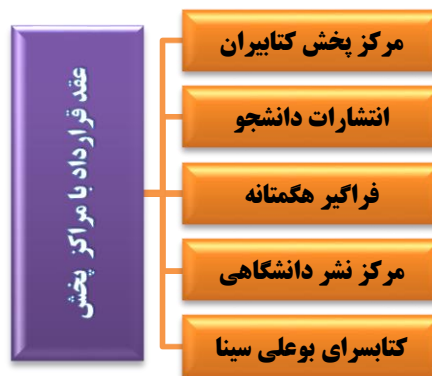 عقد قرارداد با مراکز پخش
مرکز پخش کتابیران
انتشارات دانشجو
فراگیر هگمتانه
مرکز نشر دانشگاهی
کتابسرای بوعلی سینا